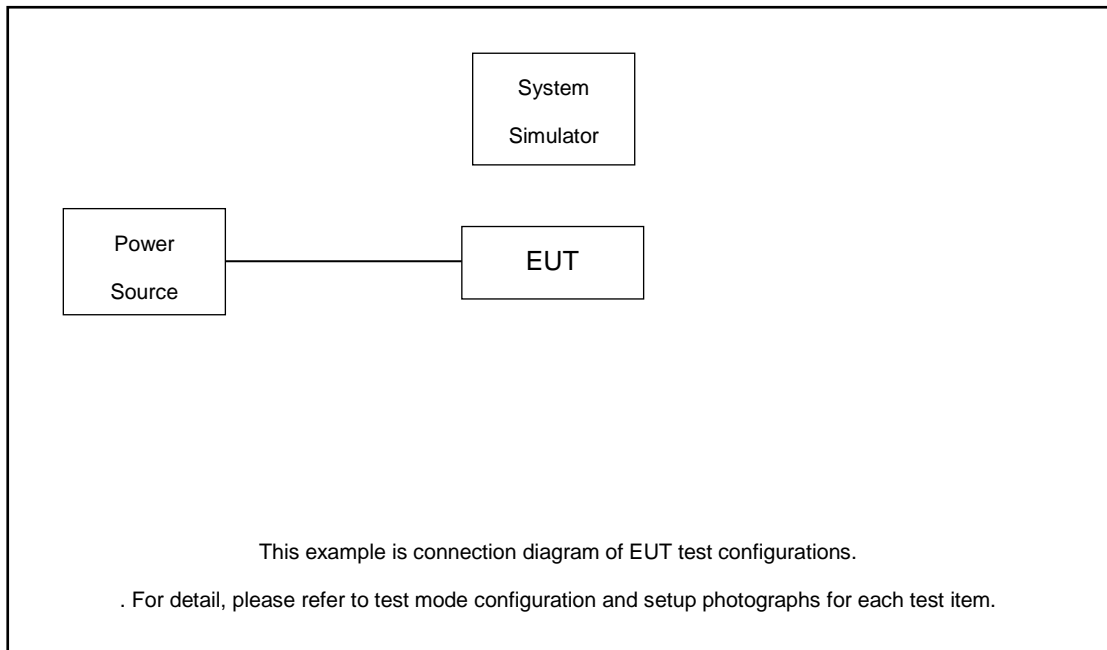 System
Simulator
Power
Source
EUT
This example is connection diagram of EUT test configurations.
. For detail, please refer to test mode configuration and setup photographs for each test item.